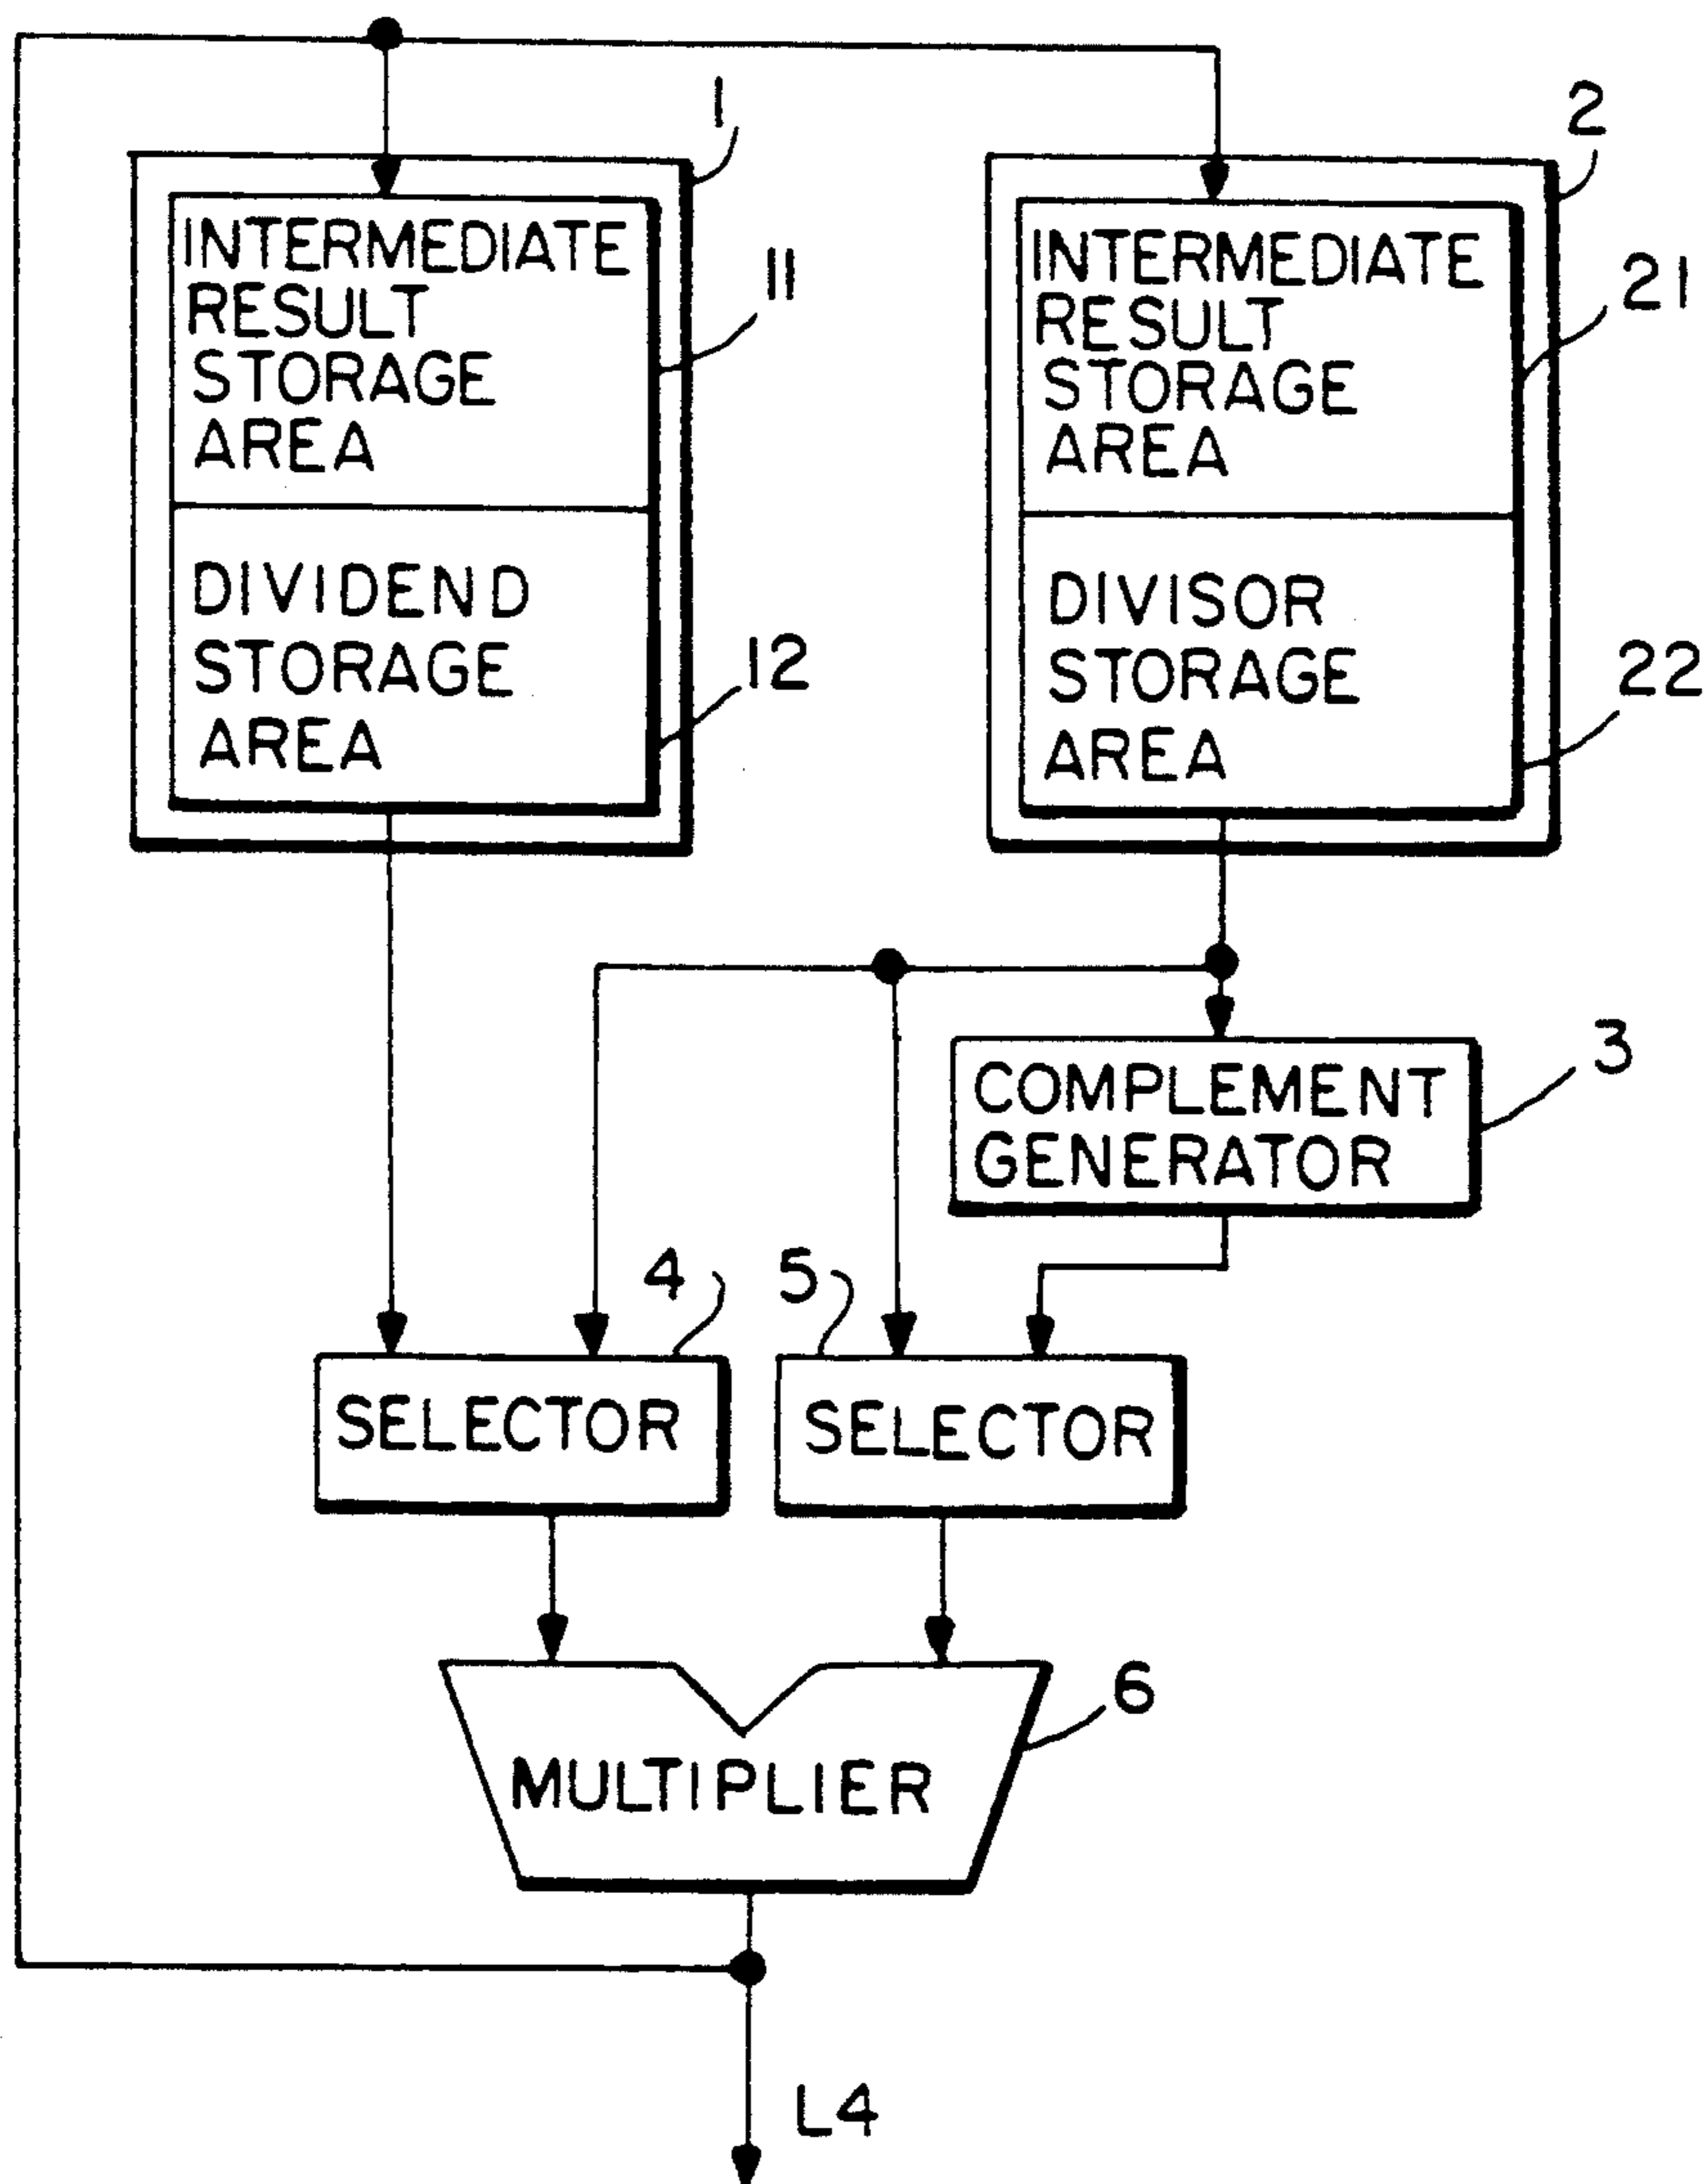 1
2
INTERMEDIATE
RESULT
STORAGE
AREA
11
INTERMEDIATE
RESULT
STORAGE
AREA
21
DIVIDEND
STORAGE
AREA
12
DIVISOR
STORAGE
AREA
22
COMPLEMENT
GENERATOR
3
4
5
SELECTOR
SELECTOR
6
MULTIPLIER
L4